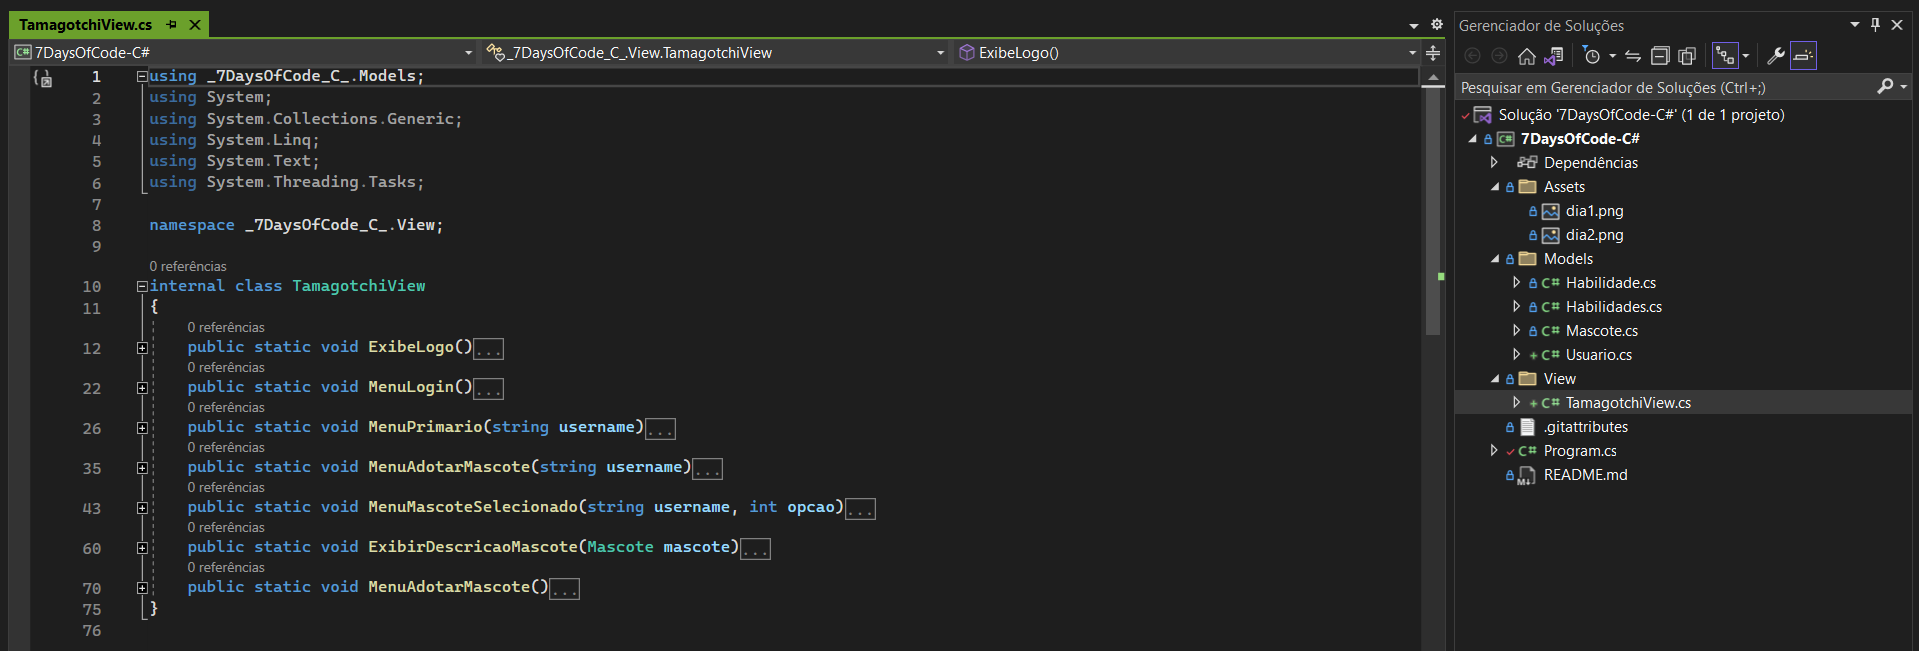 TamagotchiView.cs
7DaysOfCode-C#
_7DaysOfCode_C_.View.TamagotchiView
ExibeLogo()
1 using _7DaysOfCode_C_.Models;
2 using System;
3 using System.Collections.Generic;
4 using System.Linq;
5 using System.Text;
6 using System.Threading.Tasks;
7
8 namespace _7DaysOfCode_C_.View;
9
0 referências
10 internal class TamagotchiView
11 {
0 referências
12 public static void ExibeLogo()...
0 referências
22 public static void MenuLogin()...
0 referências
26 public static void MenuPrimario(string username)...
0 referências
35 public static void MenuAdotarMascote(string username)...
0 referências
43 public static void MenuMascoteSelecionado(string username, int opcao)...
0 referências
60 public static void ExibirDescricaoMascote(Mascote mascote)...
0 referências
70 public static void MenuAdotarMascote()...
75 }
76
Gerenciador de Soluções
Pesquisar em Gerenciador de Soluções (Ctrl+;)
Solução '7DaysOfCode-C#' (1 de 1 projeto)
C# 7DaysOfCode-C#
Dependências
Assets
dia1.png
dia2.png
Models
C# Habilidade.cs
C# Habilidades.cs
C# Mascote.cs
+ C# Usuario.cs
View
+ C# TamagotchiView.cs
.gitattributes
C# Program.cs
README.md